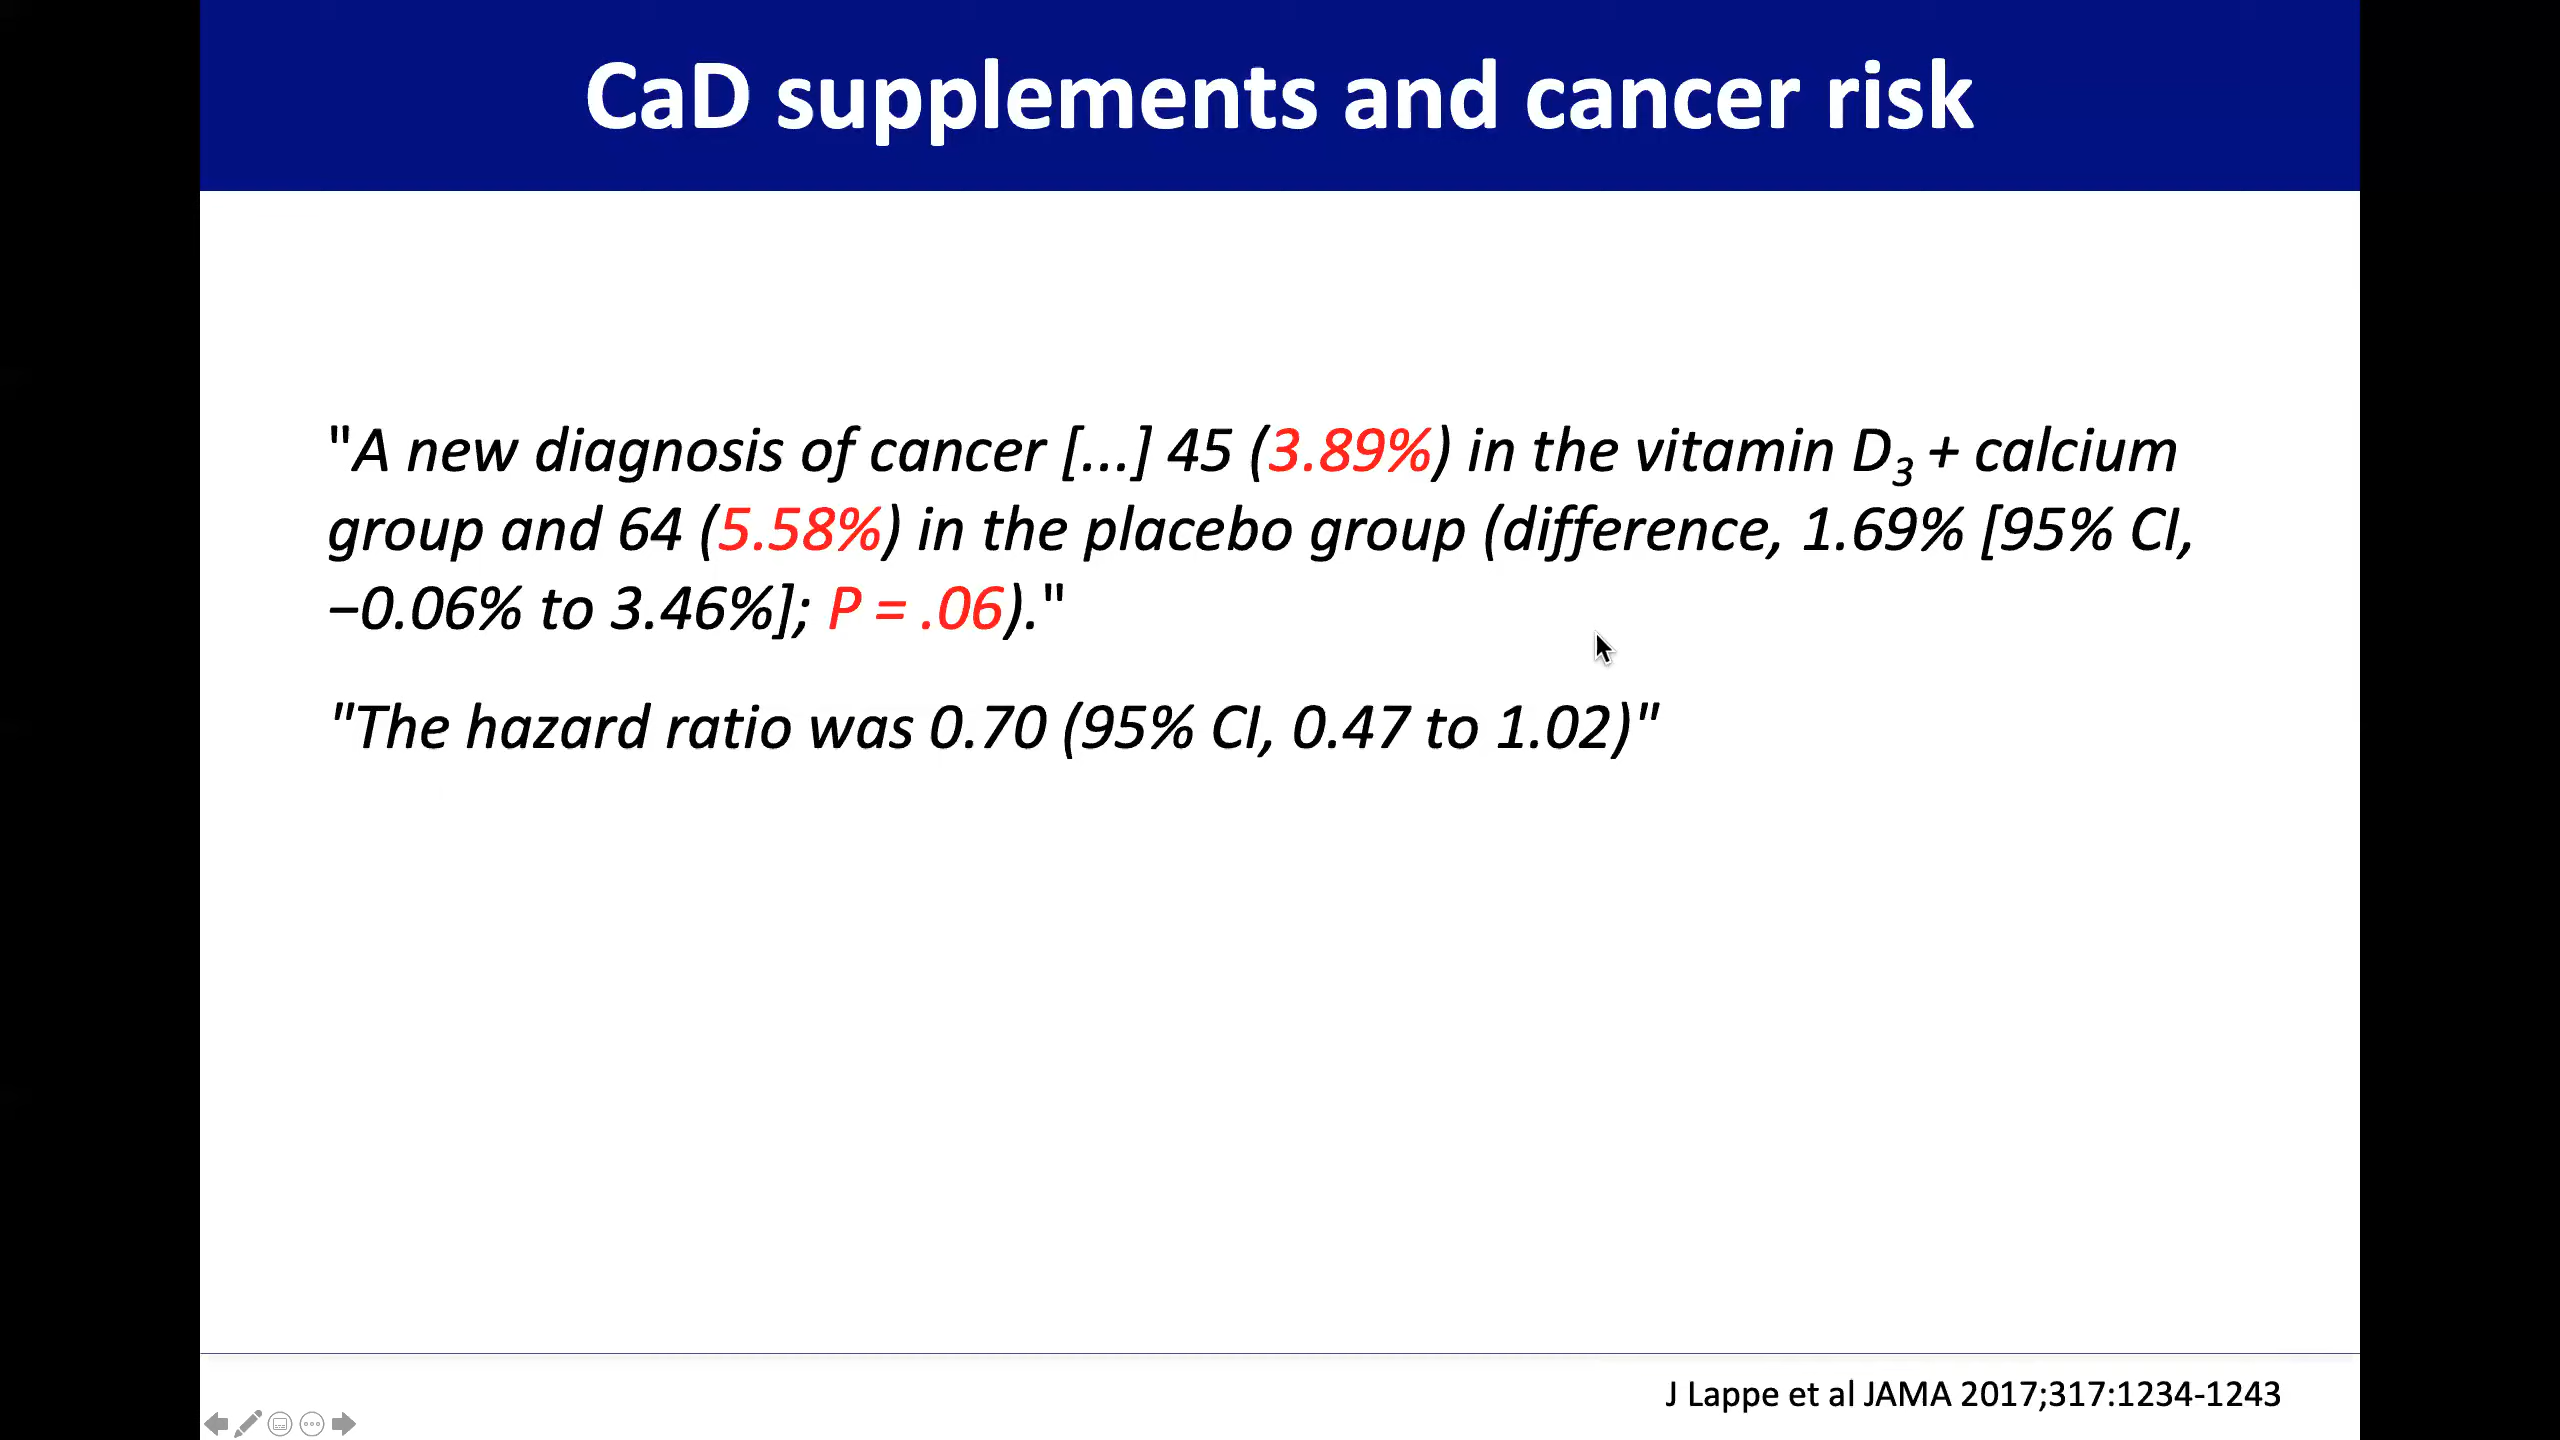 CaD supplements and cancer risk
"A new diagnosis of cancer [...] 45 (3.89%) in the vitamin D3 + calcium
group and 64 (5.58%) in the placebo group (difference, 1.69% [95% CI,
−0.06% to 3.46%]; P = .06)."
"The hazard ratio was 0.70 (95% CI, 0.47 to 1.02)"
J Lappe et al JAMA 2017;317:1234-1243